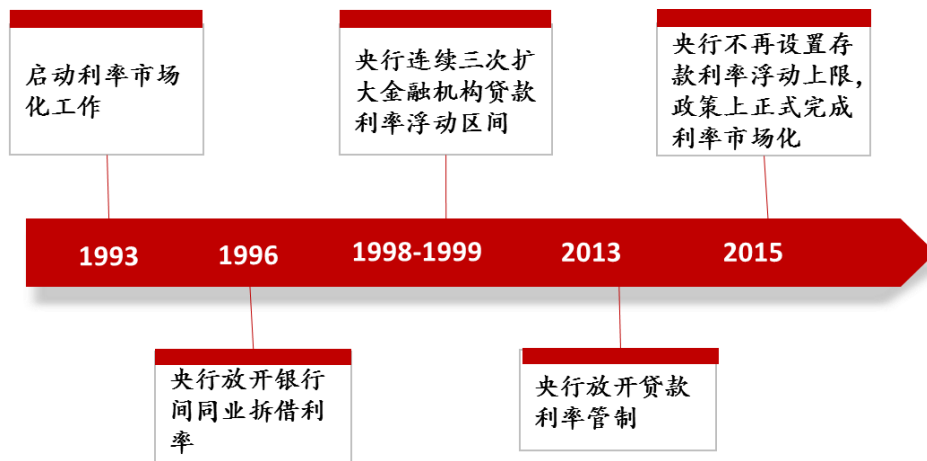 启动利率市场
化工作
央行连续三次扩
大金融机构贷款
利率浮动区间
央行不再设置存
款利率浮动上限，
政策上正式完成
利率市场化
1993
1996
1998-1999
2013
2015
央行放开银行
间同业拆借利
率
央行放开贷款
利率管制